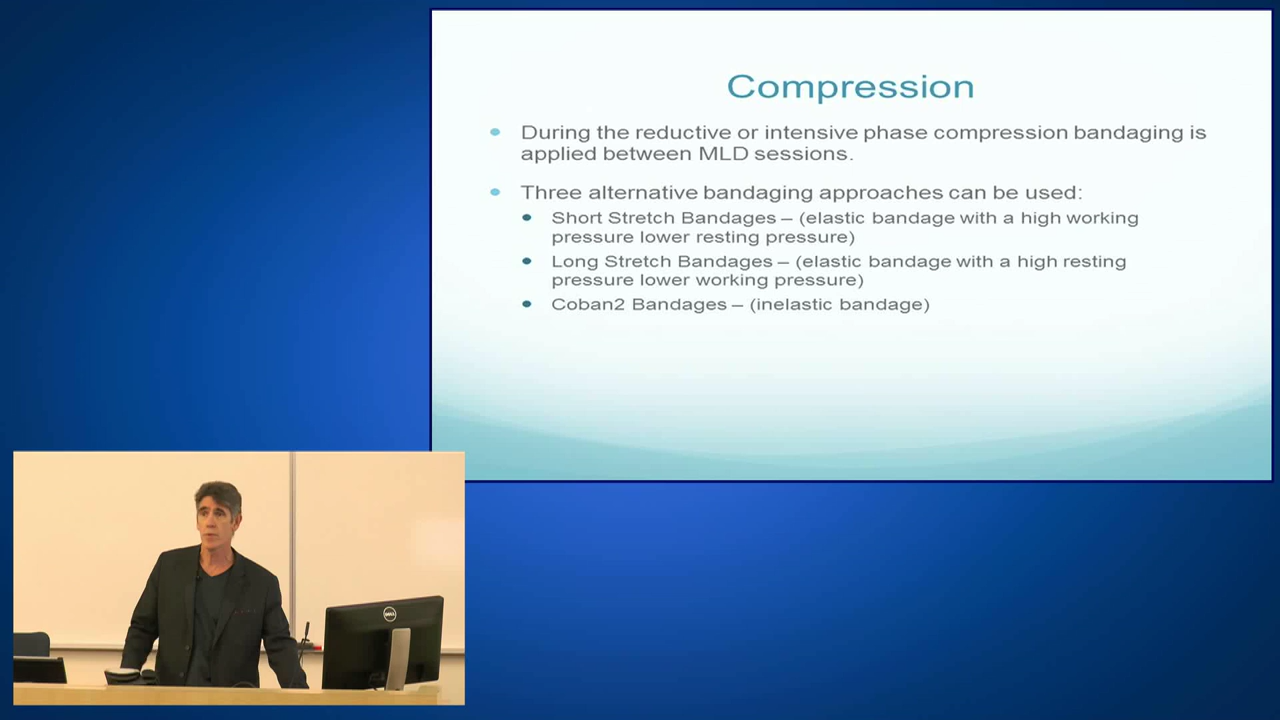 Compression
During the reductive or intensive phase compression bandaging is
applied between MLD sessions.
Three alternative bandaging approaches can be used:
Short Stretch Bandages – (elastic bandage with a high working
pressure lower resting pressure)
Long Stretch Bandages – (elastic bandage with a high resting
pressure lower working pressure)
Coban2 Bandages – (inelastic bandage)
DELL